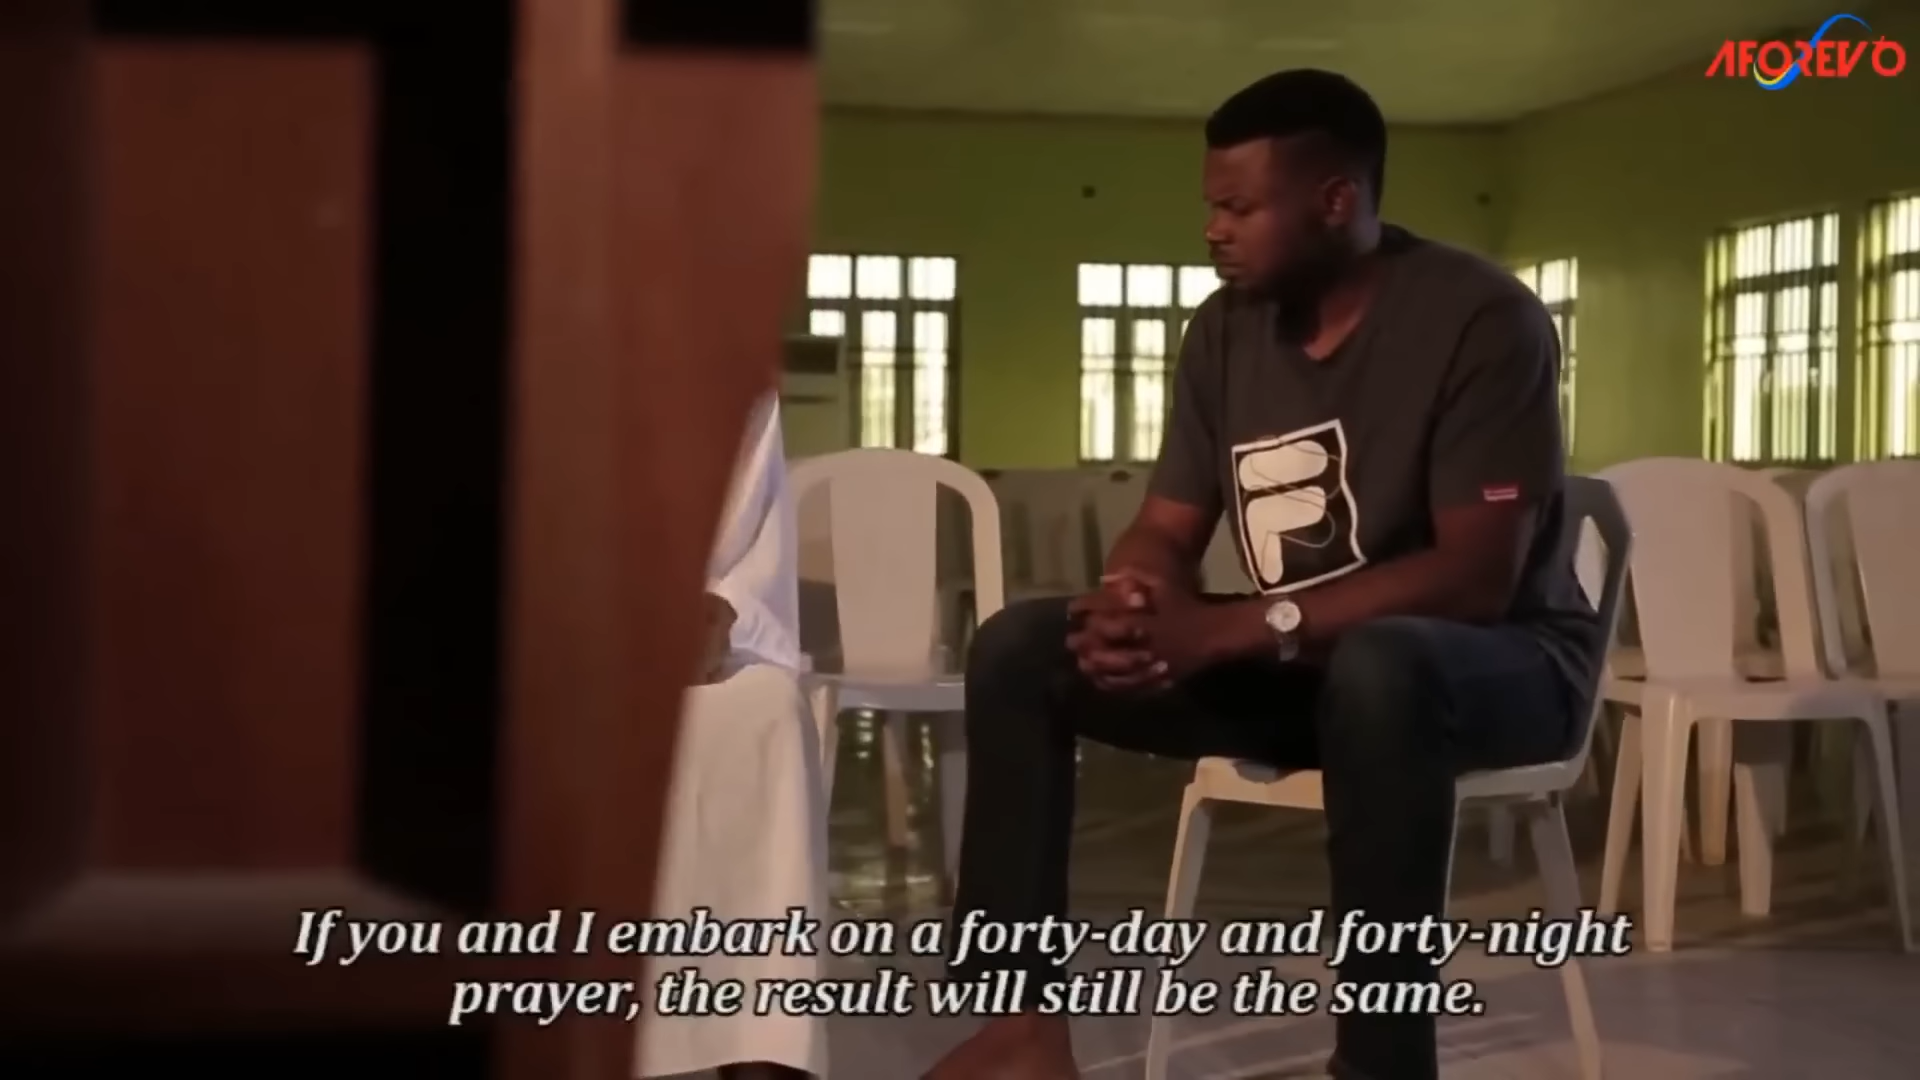 AFOREVO
If you and I embark on a forty-day and forty-night
prayer, the result will still be the same.